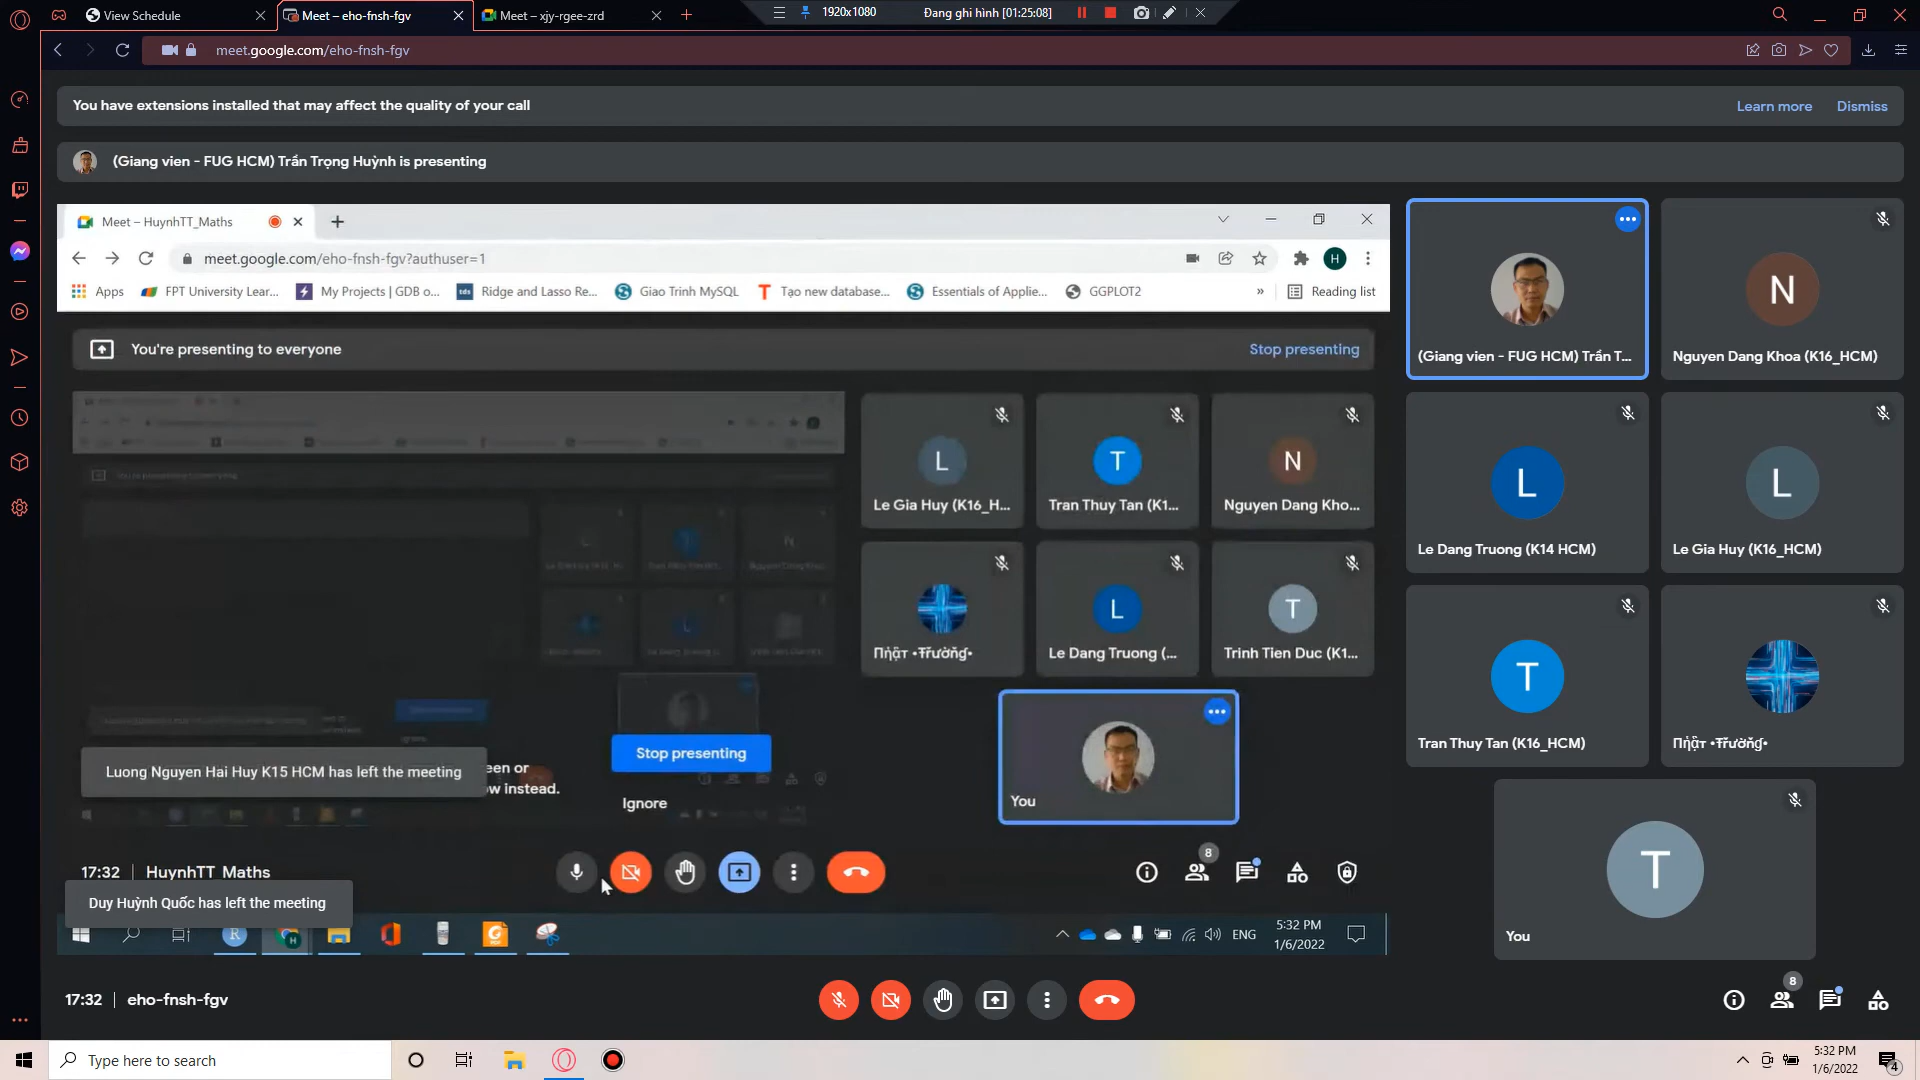 View Schedule
Meet – eho-fnsh-fgv
Meet – xjy-rgee-zrd
1920x1080
Đang ghi hình [01:25:08]
meet.google.com/eho-fnsh-fgv
You have extensions installed that may affect the quality of your call
Learn more
Dismiss
(Giang vien - FUG HCM) Trần Trọng Huỳnh is presenting
Meet – HuynhTT_Maths
meet.google.com/eho-fnsh-fgv?authuser=1
H
Apps
FPT University Lear...
My Projects | GDB o...
tds
Ridge and Lasso Re...
Giao Trinh MySQL
Tạo new database...
Essentials of Applie...
GGPLOT2
»
Reading list
You're presenting to everyone
Stop presenting
L
Le Gia Huy (K16_H...
T
Tran Thuy Tan (K1...
N
Nguyen Dang Kho...
L
Le Dang Truong (...
T
Trinh Tien Duc (K1...
You
een or
ow instead.
Stop presenting
Ignore
Luong Nguyen Hai Huy K15 HCM has left the meeting
17:32 | HuynhTT_Maths
8
Duy Huỳnh Quốc has left the meeting
ENG
5:32 PM
1/6/2022
(Giang vien - FUG HCM) Trần T...
N
Nguyen Dang Khoa (K16_HCM)
L
Le Dang Truong (K14 HCM)
L
Le Gia Huy (K16_HCM)
T
Tran Thuy Tan (K16_HCM)
T
You
17:32 | eho-fnsh-fgv
8
Type here to search
5:32 PM
1/6/2022
4